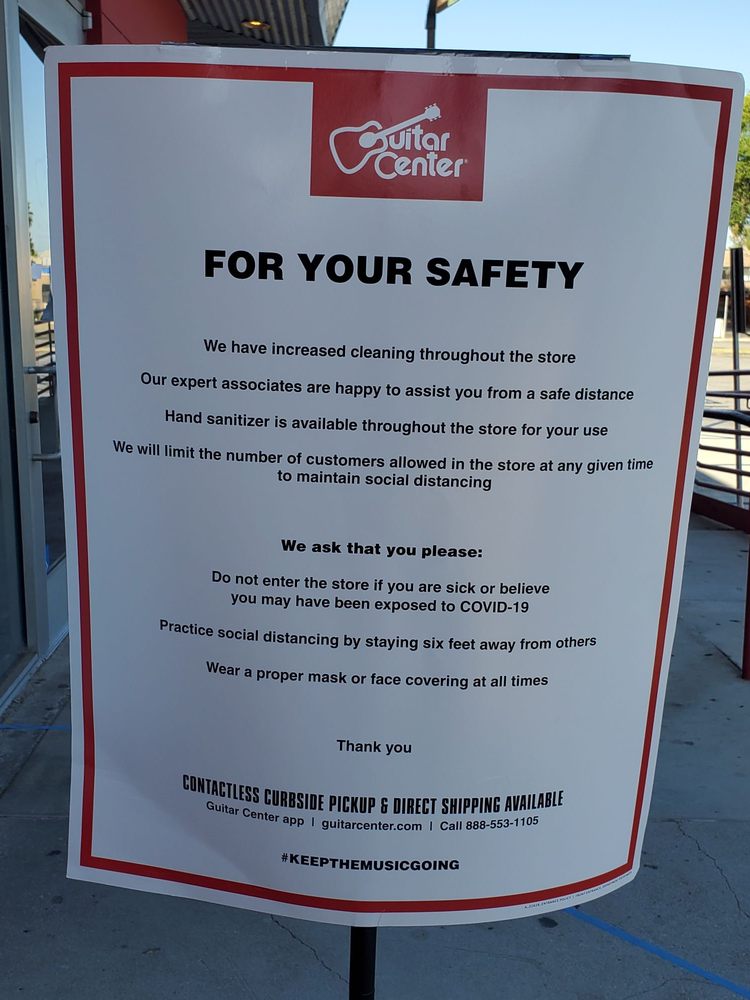 Guitar
Center
FOR YOUR SAFETY
We have increased cleaning throughout the store
Our expert associates are happy to assist you from a safe distance
Hand sanitizer is available throughout the store for your use
We will limit the number of customers allowed in the store at any given time
to maintain social distancing
We ask that you please:
Do not enter the store if you are sick or believe
you may have been exposed to COVID-19
Practice social distancing by staying six feet away from others
Wear a proper mask or face covering at all times
Thank you
CONTACTLESS CURBSIDE PICKUP & DIRECT SHIPPING AVAILABLE
Guitar Center app | guitarcenter.com | Call 888-553-1105
#KEEPTHEMUSICGOING